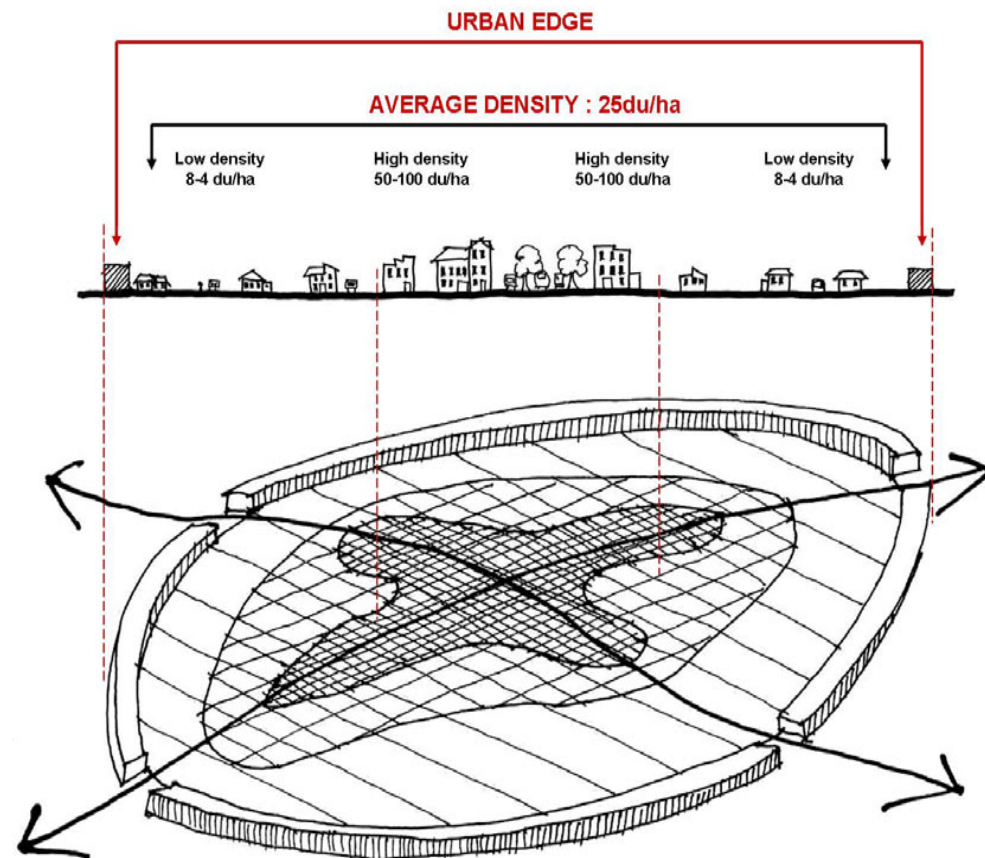 URBAN EDGE
AVERAGE DENSITY : 25du/ha
Low density
8-4 du/ha
High density
50-100 du/ha
High density
50-100 du/ha
Low density
8-4 du/ha